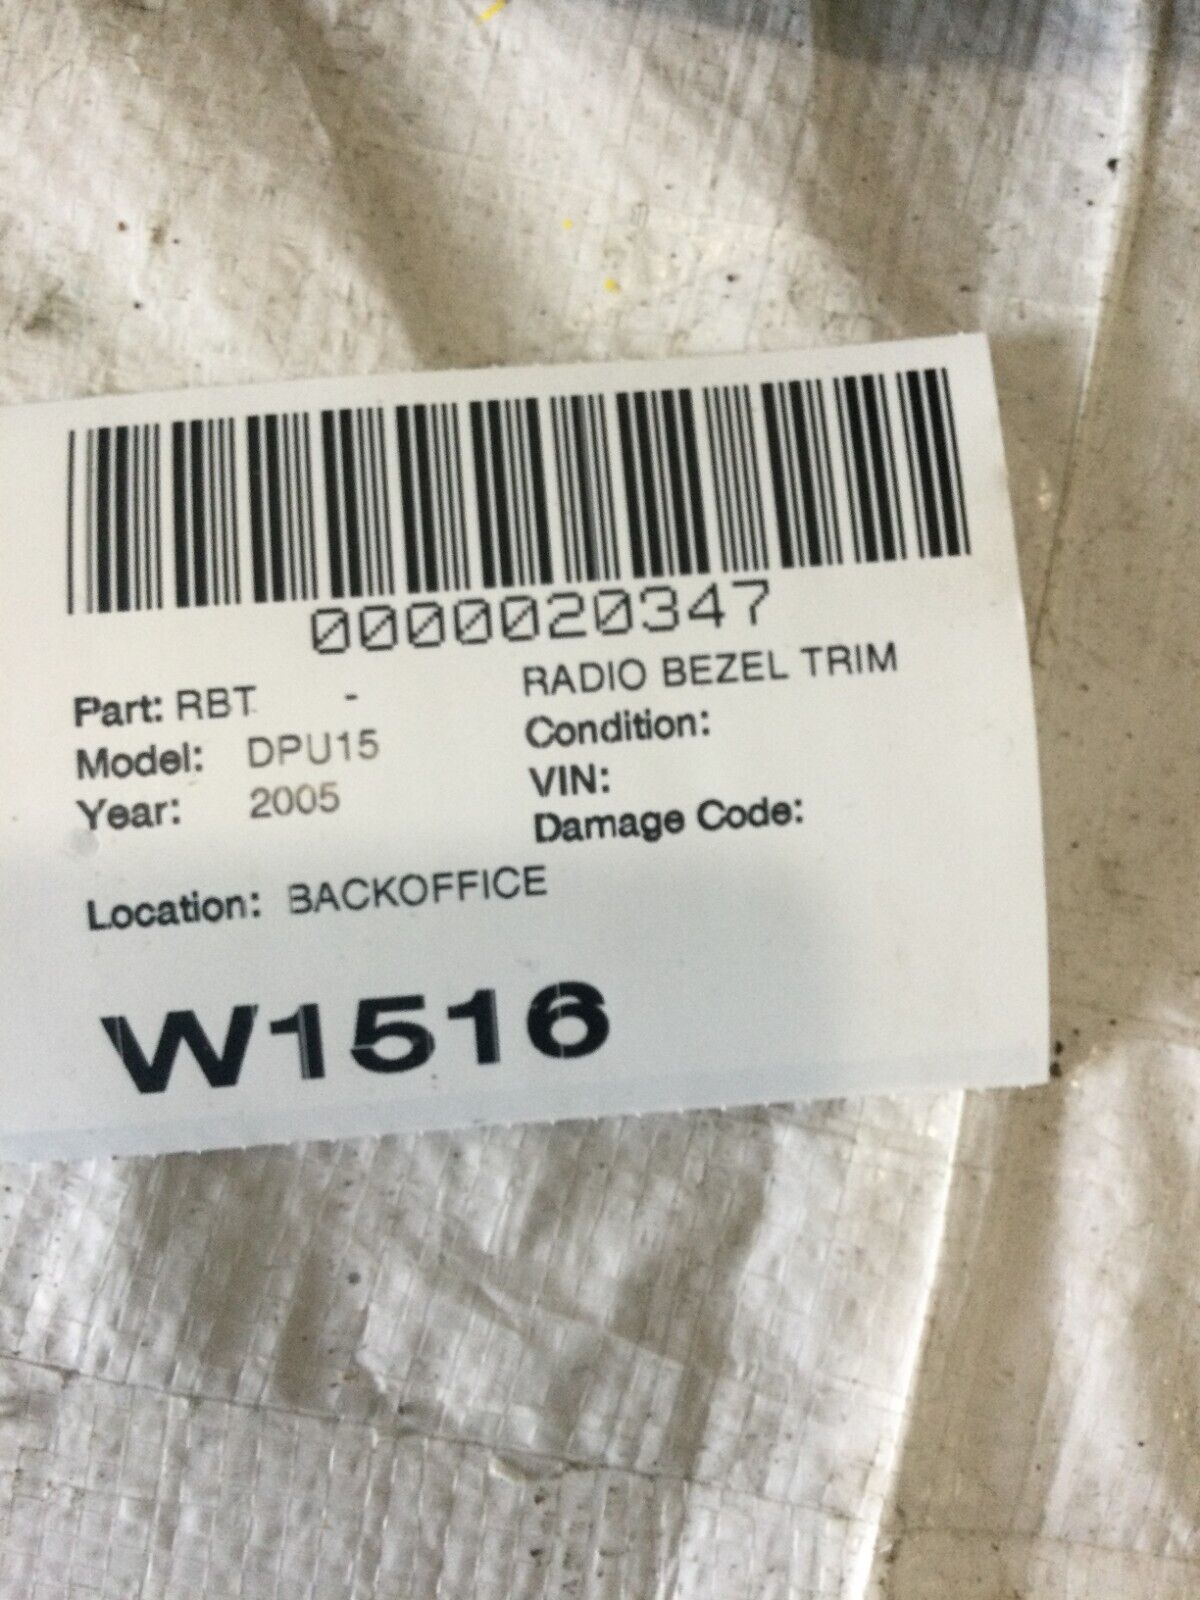 0000020347
Part: RBT - RADIO BEZEL TRIM
Model: DPU15 Condition:
Year: 2005 VIN:
Damage Code:
Location: BACKOFFICE
W1516